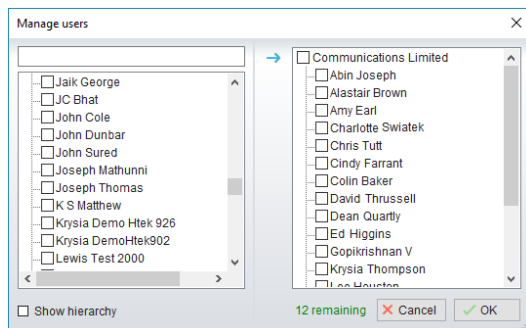 Manage users
Jaik George
JC Bhat
John Cole
John Dunbar
John Sured
Joseph Mathunni
Joseph Thomas
K S Matthew
Krysia Demo Htek 926
Krysia DemoHtek902
Lewis Test 2000
Show hierarchy
Communications Limited
Abin Joseph
Alastair Brown
Amy Earl
Charlotte Swiatek
Chris Tutt
Cindy Farrant
Colin Baker
David Thrussell
Dean Quartly
Ed Higgins
Gopikrishnan V
Krysia Thompson
Lee Houston
12 remaining
Cancel
OK